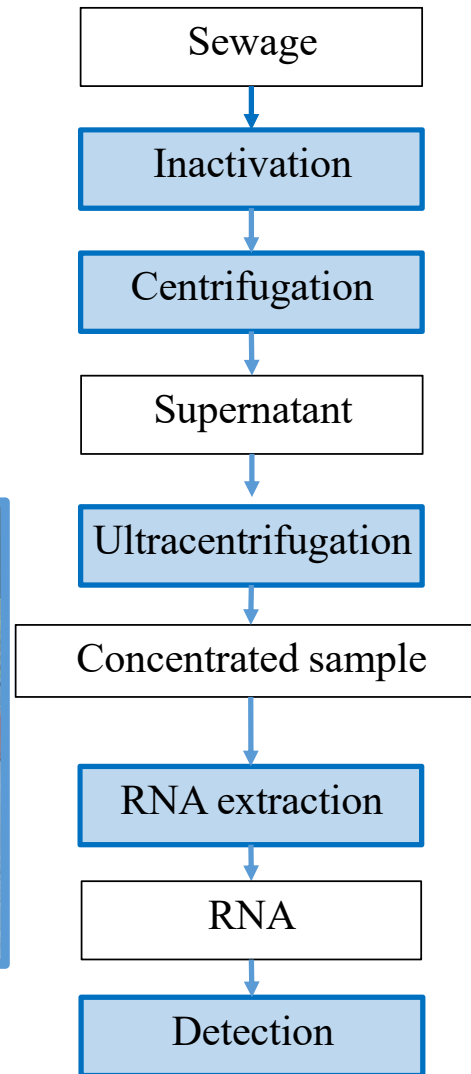 Sewage
Inactivation
Centrifugation
Supernatant
Ultracentrifugation
Concentrated sample
RNA extraction
RNA
Detection